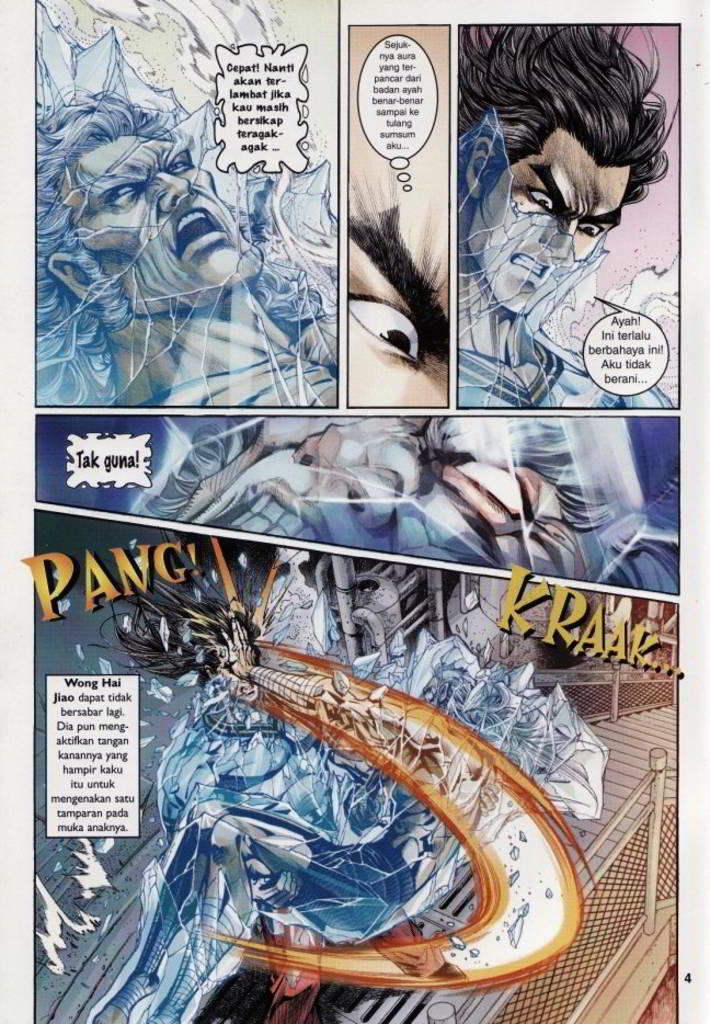 Cepat! Nanti
akan ter-
lambat jika
kau masih
bersikap
teragak-
agak ...
Sejuk-
nya aura
yang ter-
pancar dari
badan ayah
benar-benar
sampai ke
tulang
sumsum
aku...
Ayah!
Ini terlalu
berbahaya ini!
Aku tidak
berani...
Tak guna!
PANG!
KRAAK...
Wong Hai
Jiao dapat tidak
bersabar lagi.
Dia pun meng-
aktifkan tangan
kanannya yang
hampir kaku
itu untuk
mengenakan satu
tamparan pada
muka anaknya.
4